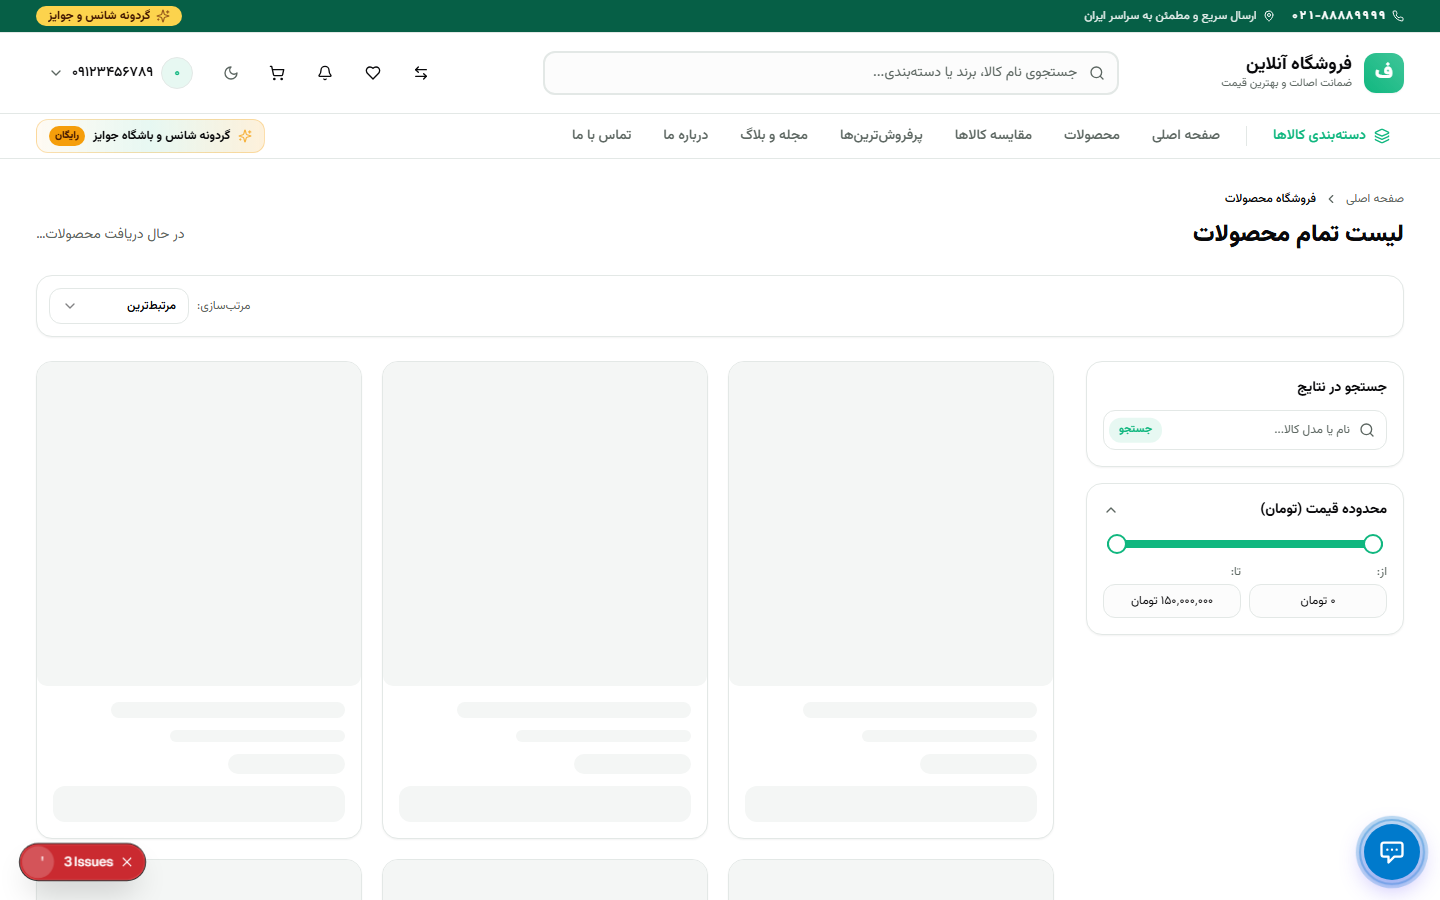 ۰۲۱-۸۸۸۸۹۹۹۹
ارسال سریع و مطمئن به سراسر ایران
گردونه شانس و جوایز
ف
فروشگاه آنلاین
ضمانت اصالت و بهترین قیمت
جستجوی نام کالا، برند یا دسته‌بندی...
۰
۰۹۱۲۳۴۵۶۷۸۹
دسته‌بندی کالاها
صفحه اصلی
محصولات
مقایسه کالاها
پرفروش‌ترین‌ها
مجله و بلاگ
درباره ما
تماس با ما
گردونه شانس و باشگاه جوایز
رایگان
صفحه اصلی
فروشگاه محصولات
لیست تمام محصولات
در حال دریافت محصولات...
مرتب‌سازی:
مرتبط‌ترین
جستجو در نتایج
نام یا مدل کالا...
جستجو
محدوده قیمت (تومان)
از:
تا:
۰ تومان
۱۵۰,۰۰۰,۰۰۰ تومان
3 Issues